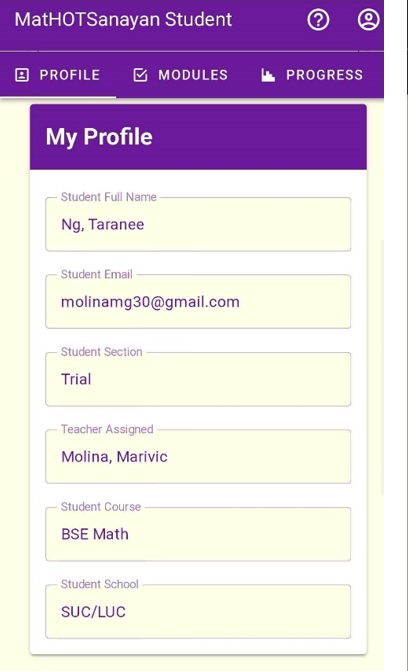 MatHOTSanayan Student
PROFILE MODULES PROGRESS
My Profile
Student Full Name
Ng, Taranee
Student Email
molinamg30@gmail.com
Student Section
Trial
Teacher Assigned
Molina, Marivic
Student Course
BSE Math
Student School
SUC/LUC